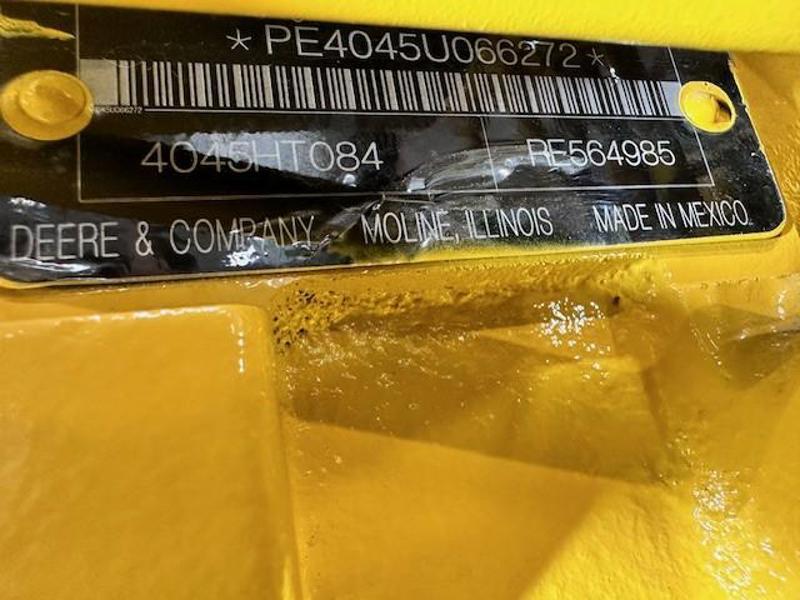 * PE4045U066272 *
4045HT084 RE564985
DEERE & COMPANY MOLINE, ILLINOIS MADE IN MEXICO